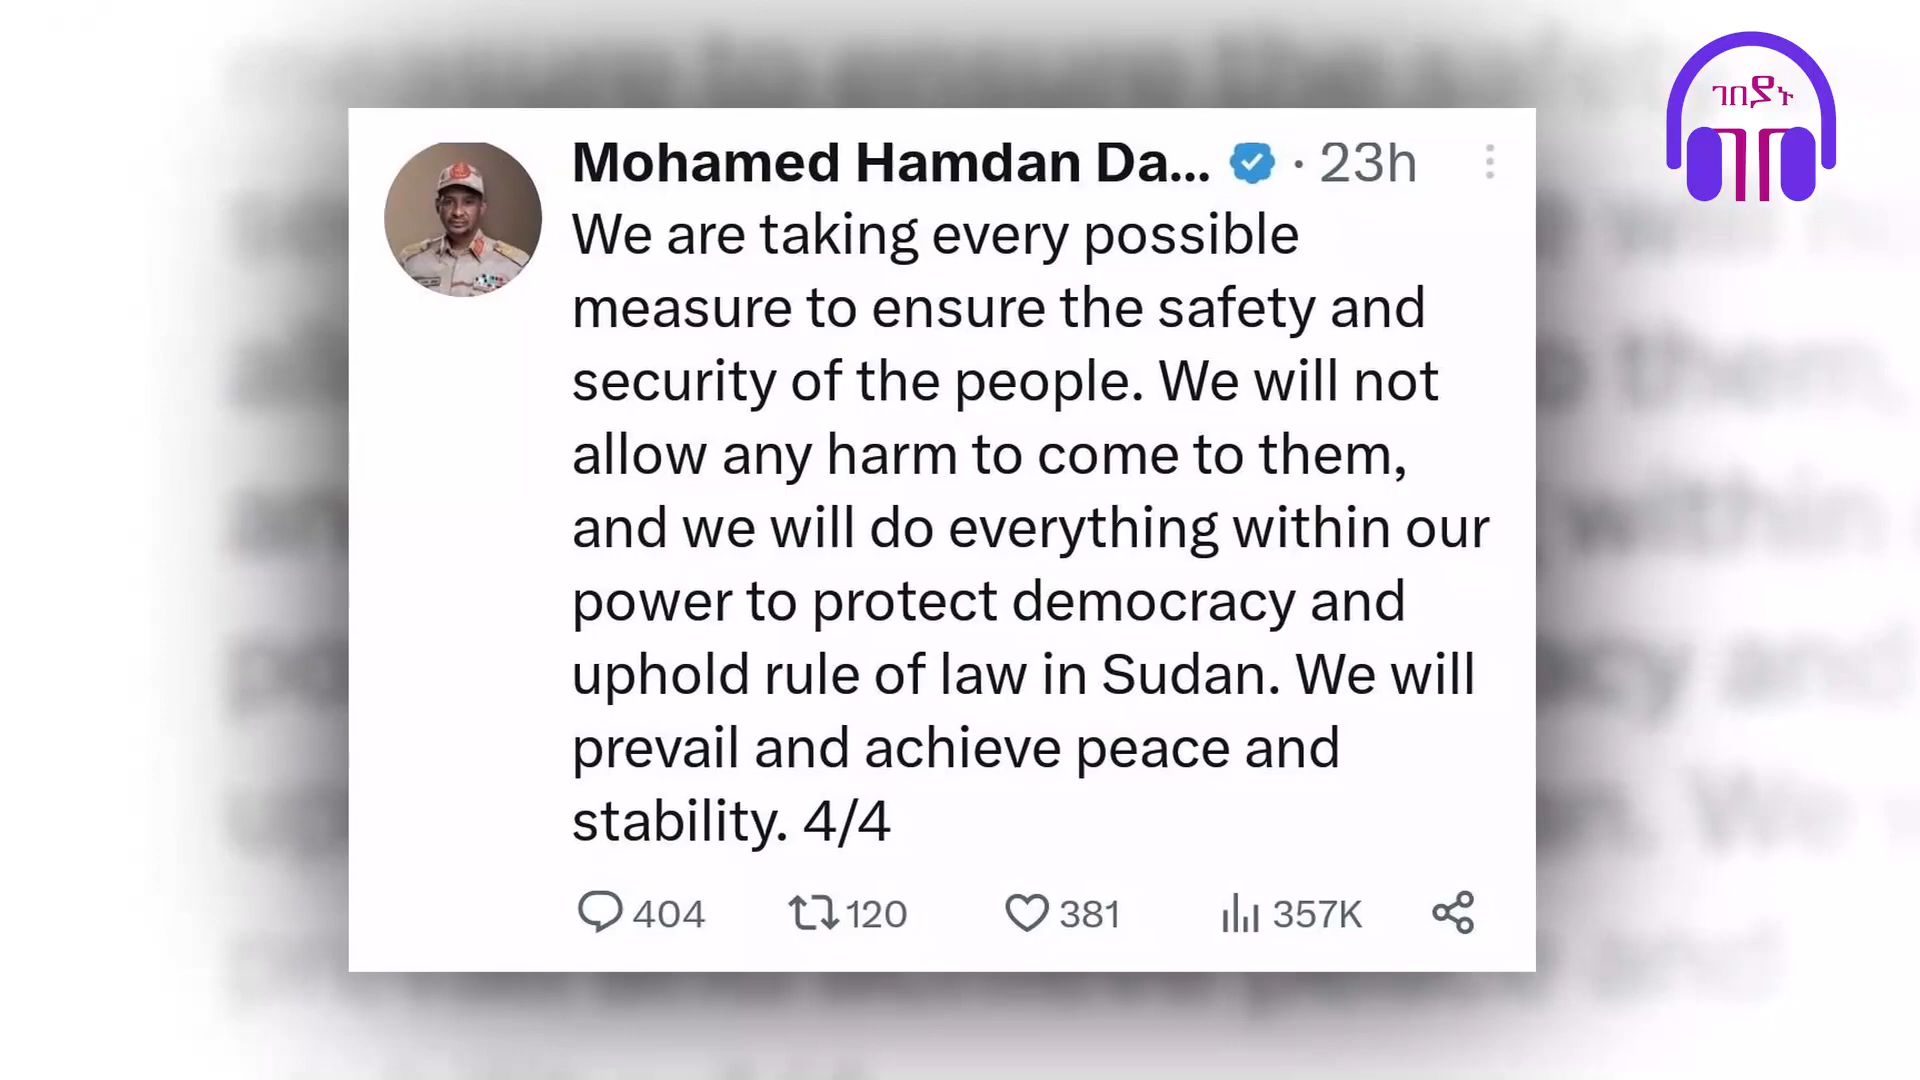 Mohamed Hamdan Da... · 23h
We are taking every possible
measure to ensure the safety and
security of the people. We will not
allow any harm to come to them,
and we will do everything within our
power to protect democracy and
uphold rule of law in Sudan. We will
prevail and achieve peace and
stability. 4/4
404 120 381 357K
ገበያኑ